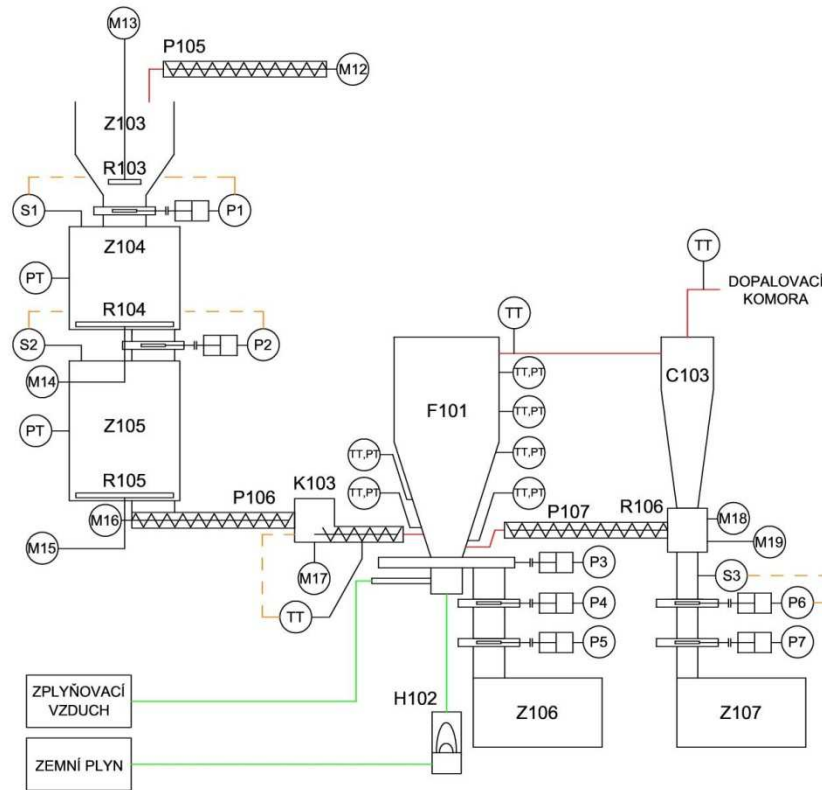 M13
P105
M12
Z103
R103
S1
P1
TT
Z104
DOPALOVACÍ
KOMORA
PT
R104
TT
S2
P2
TT,PT
C103
M14
F101
TT,PT
Z105
PT
TT,PT
TT,PT
R105
K103
TT,PT
TT,PT
P106
P107
R106
M16
M18
M15
M19
M17
P3
S3
TT
P4
P6
P5
P7
ZPLYŇOVACÍ
VZDUCH
H102
Z106
Z107
ZEMNÍ PLYN